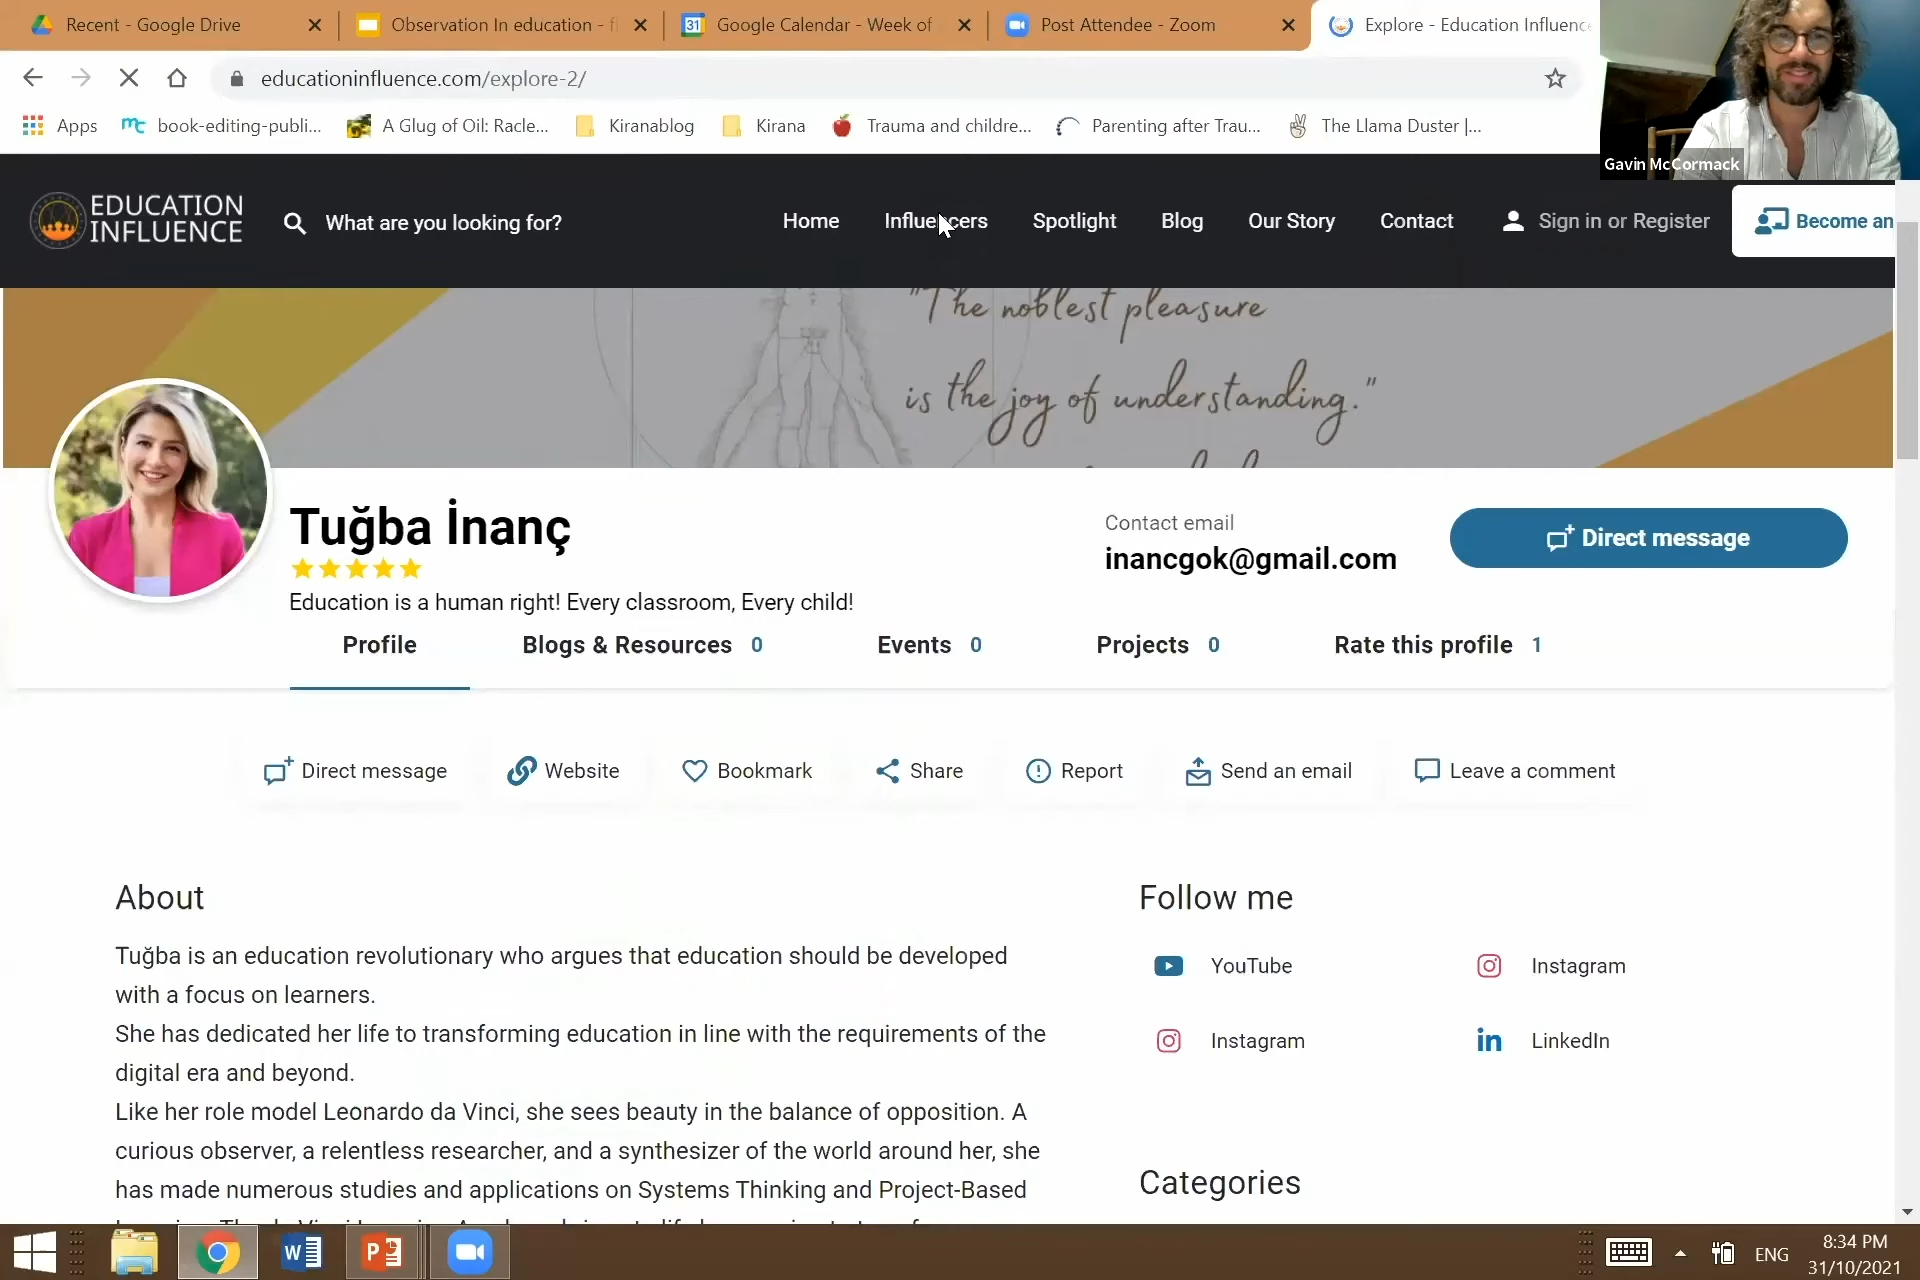 Recent - Google Drive
Observation In education - f
Google Calendar - Week of
Post Attendee - Zoom
Explore - Education Influence
educationinfluence.com/explore-2/
Apps
book-editing-publi...
A Glug of Oil: Racle...
Kiranablog
Kirana
Trauma and childre...
Parenting after Trau...
The Llama Duster |...
Gavin McCormack
EDUCATION
INFLUENCE
What are you looking for?
Home
Influencers
Spotlight
Blog
Our Story
Contact
Sign in or Register
Become an
"The noblest pleasure
is the joy of understanding."
Tuğba İnanç
Education is a human right! Every classroom, Every child!
Contact email
inancgok@gmail.com
Direct message
Profile
Blogs & Resources 0
Events 0
Projects 0
Rate this profile 1
Direct message
Website
Bookmark
Share
Report
Send an email
Leave a comment
About
Tuğba is an education revolutionary who argues that education should be developed
with a focus on learners.
She has dedicated her life to transforming education in line with the requirements of the
digital era and beyond.
Like her role model Leonardo da Vinci, she sees beauty in the balance of opposition. A
curious observer, a relentless researcher, and a synthesizer of the world around her, she
has made numerous studies and applications on Systems Thinking and Project-Based
Follow me
YouTube
Instagram
Instagram
LinkedIn
Categories
ENG
8:34 PM
31/10/2021